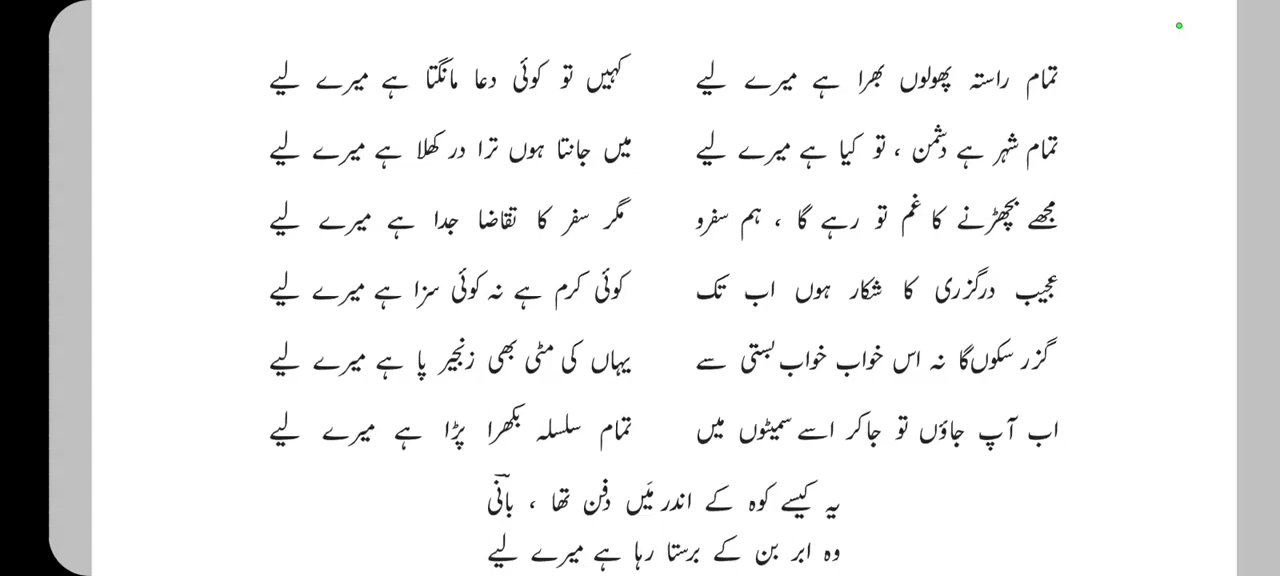 تمام راستہ پھولوں بھرا ہے میرے لیے کہیں تو کوئی دعا مانگتا ہے میرے لیے
تمام شہر ہے دشمن ، تو کیا ہے میرے لیے میں جانتا ہوں ترا در کھلا ہے میرے لیے
مجھے بچھڑنے کا غم تو رہے گا ، ہم سفرو مگر سفر کا تقاضا جدا ہے میرے لیے
عجیب درگزری کا شکار ہوں اب تک کوئی کرم ہے نہ کوئی سزا ہے میرے لیے
گزر سکوں گا نہ اس خواب خواب بستی سے یہاں کی مٹی بھی زنجیر پا ہے میرے لیے
اب آپ جاؤں تو جاکر اسے سمیٹوں میں تمام سلسلہ بکھرا پڑا ہے میرے لیے
یہ کیسے کوہ کے اندر مَیں دفن تھا ، بانیؔ
وہ ابر بن کے برستا رہا ہے میرے لیے